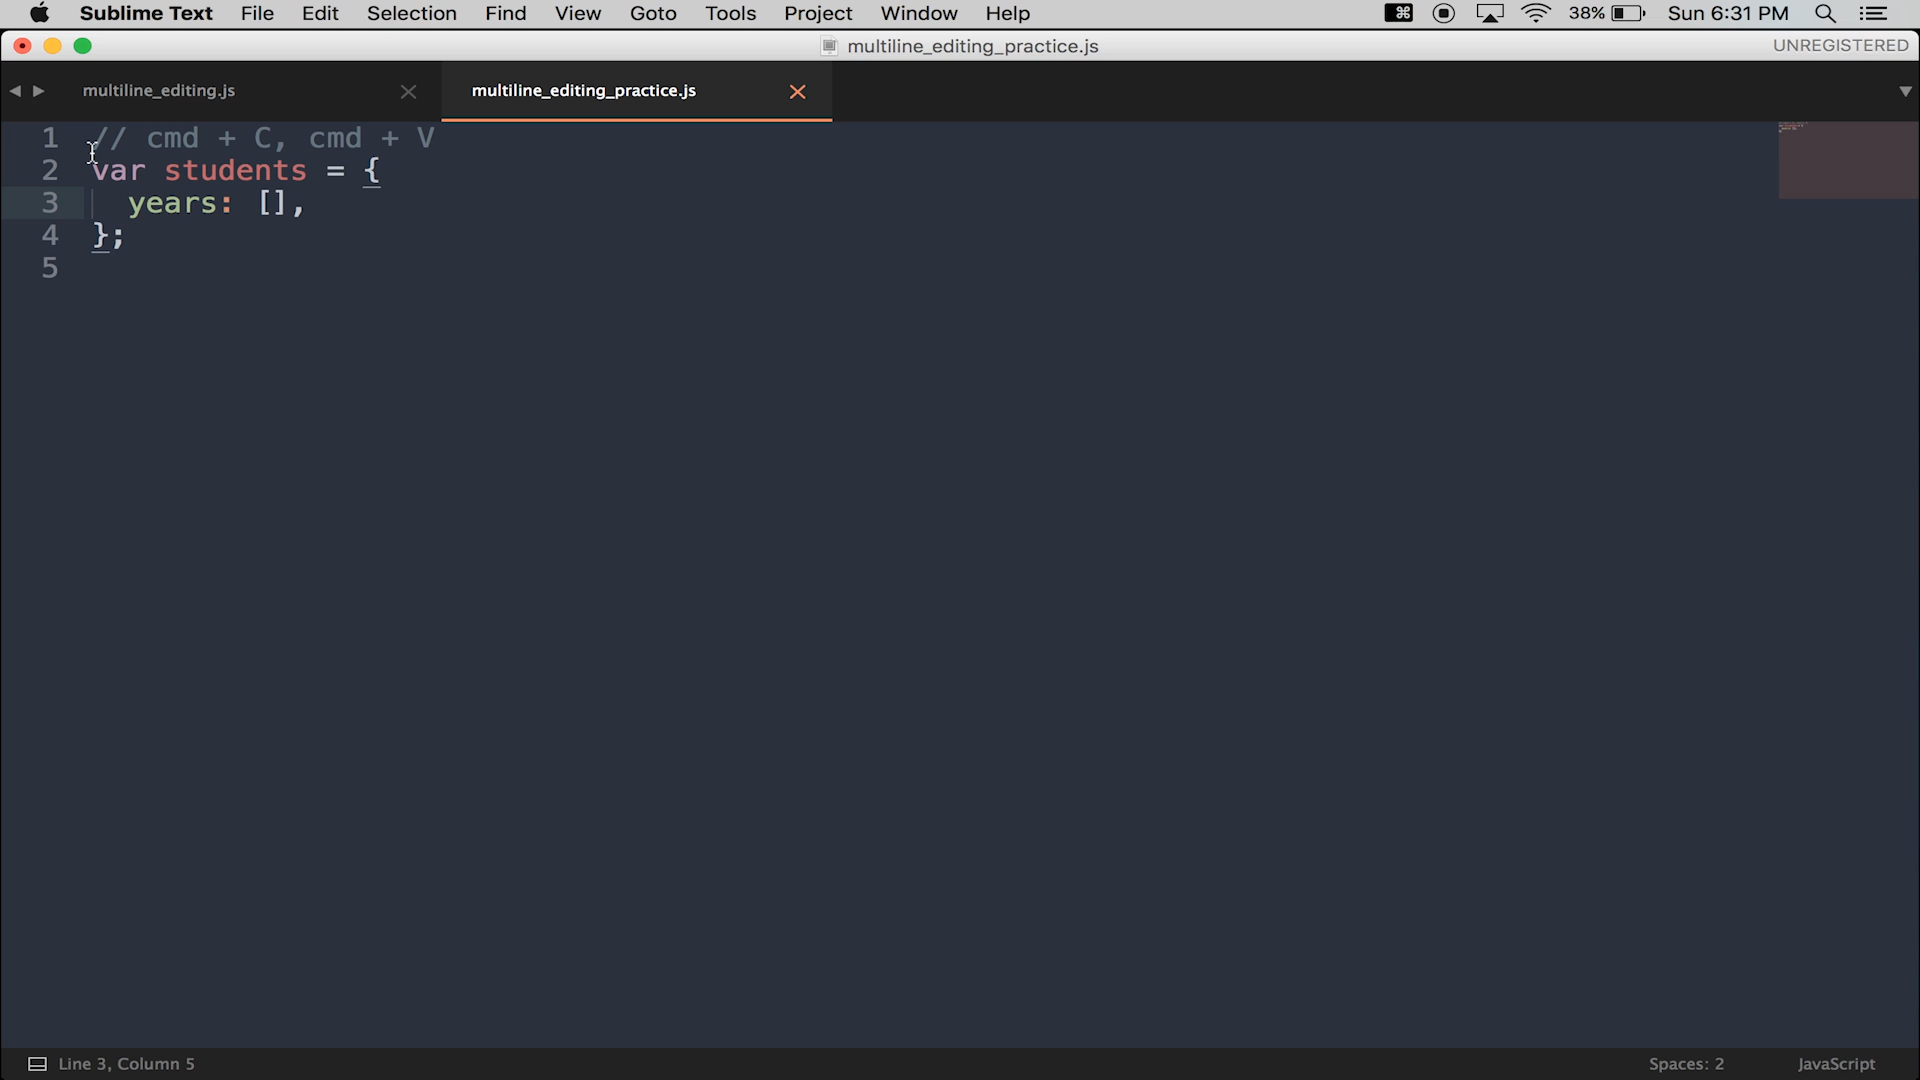 Sublime Text File Edit Selection Find View Goto Tools Project Window Help 38% Sun 6:31 PM
multiline_editing_practice.js UNREGISTERED
multiline_editing.js multiline_editing_practice.js
1 // cmd + C, cmd + V
2 var students = {
3 years: [],
4 };
5
Line 3, Column 5 Spaces: 2 JavaScript